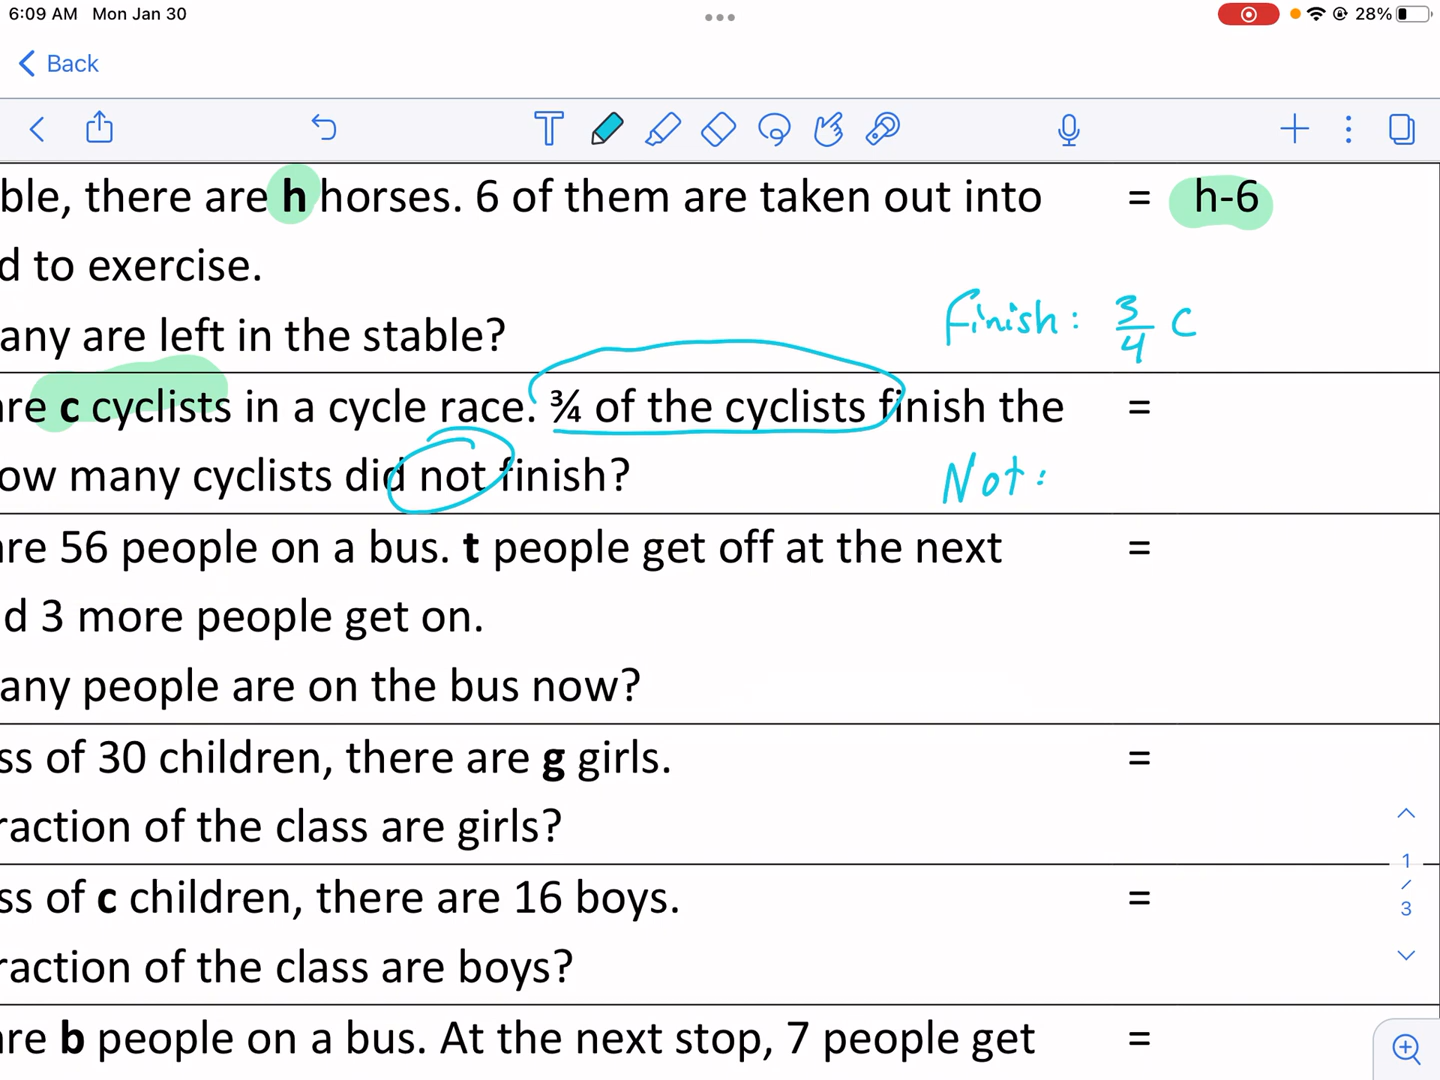 6:09 AM Mon Jan 30
28%
Back
T
ble, there are h horses. 6 of them are taken out into = h-6
d to exercise.
any are left in the stable?
Finish: 3/4 c
are c cyclists in a cycle race. ¾ of the cyclists finish the =
ow many cyclists did not finish?
Not:
are 56 people on a bus. t people get off at the next =
d 3 more people get on.
any people are on the bus now?
ss of 30 children, there are g girls. =
raction of the class are girls?
1
/
3
ss of c children, there are 16 boys. =
raction of the class are boys?
are b people on a bus. At the next stop, 7 people get =